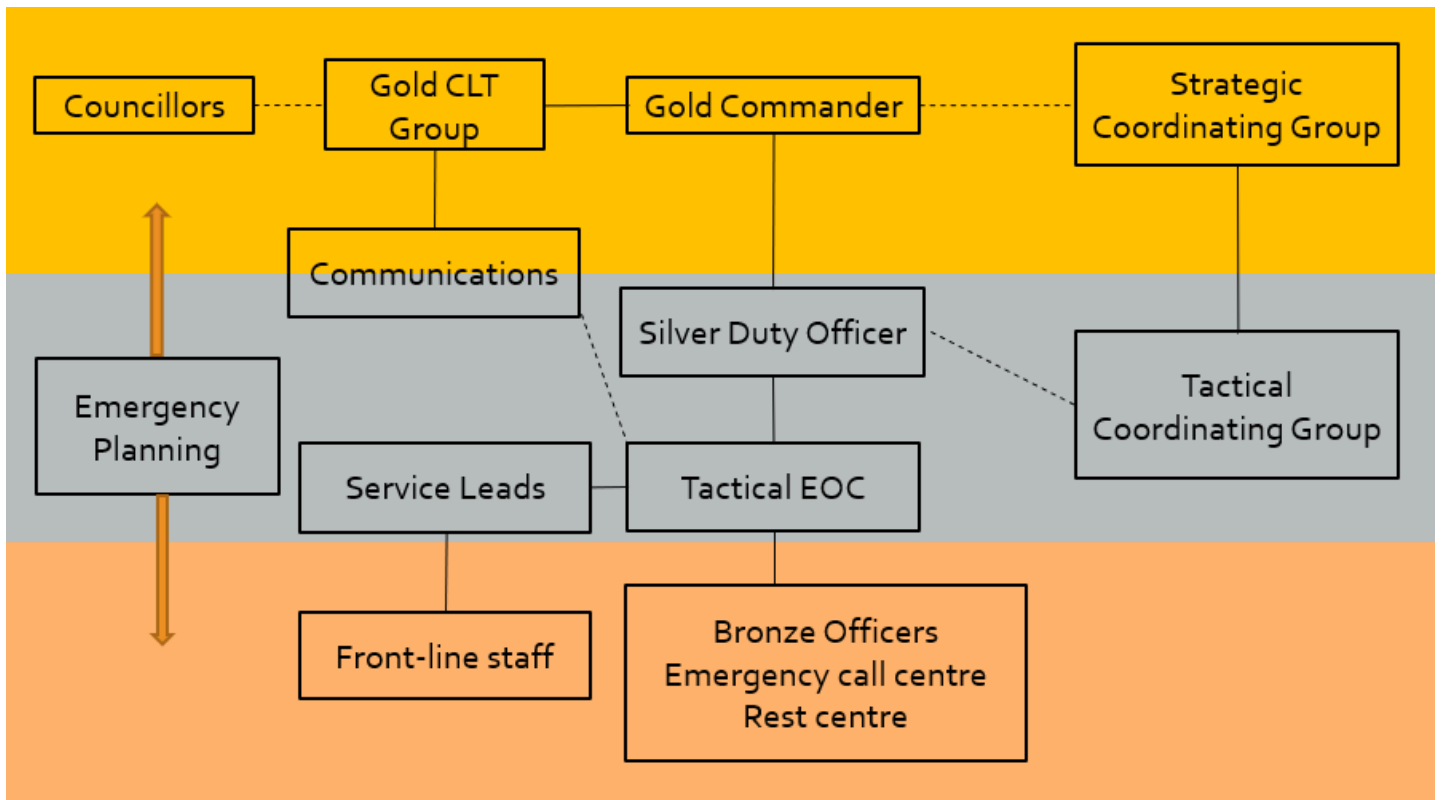 Councillors
Gold CLT
Group
Gold Commander
Strategic
Coordinating Group
Communications
Silver Duty Officer
Emergency
Planning
Tactical
Coordinating Group
Service Leads
Tactical EOC
Front-line staff
Bronze Officers
Emergency call centre
Rest centre